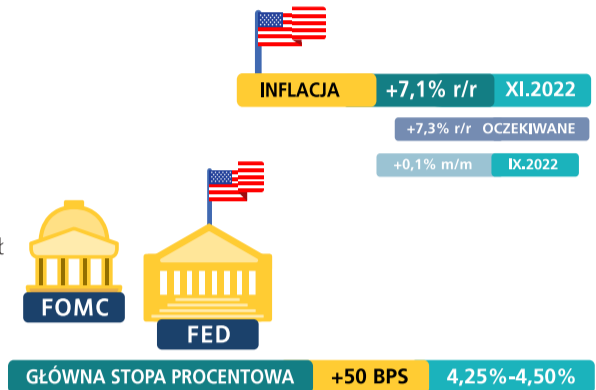 INFLACJA +7,1% r/r XI.2022
+7,3% r/r OCZEKIWANE
+0,1% m/m IX.2022
ł
FOMC
FED
GŁÓWNA STOPA PROCENTOWA +50 BPS 4,25%-4,50%